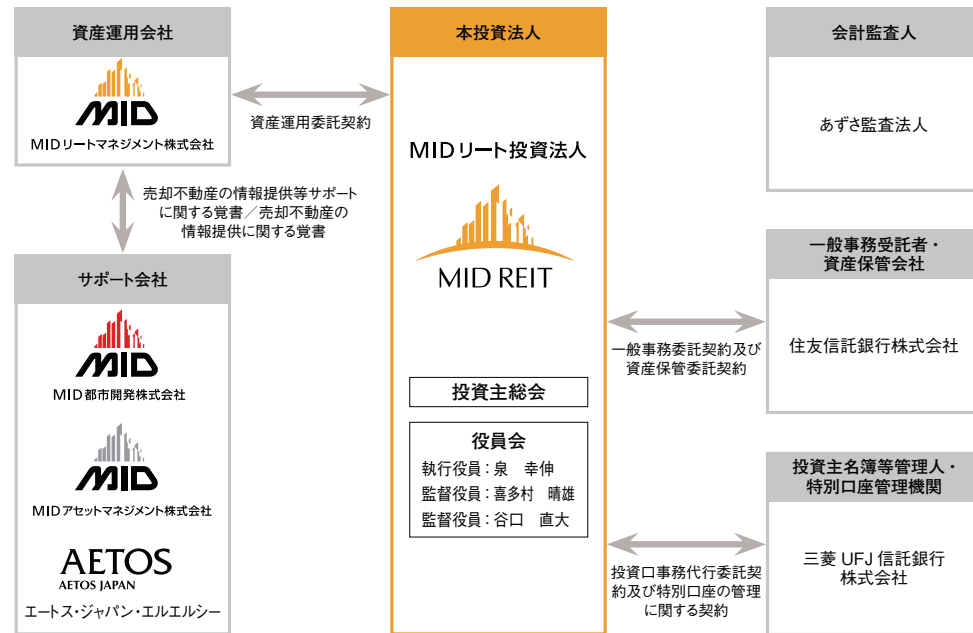 資産運用会社
MID
MIDリートマネジメント株式会社
資産運用委託契約
売却不動産の情報提供等サポート
に関する覚書／売却不動産の
情報提供に関する覚書
サポート会社
MID
MID都市開発株式会社
MID
MIDアセットマネジメント株式会社
AETOS
AETOS JAPAN
エートス・ジャパン・エルエルシー
本投資法人
MIDリート投資法人
MID REIT
投資主総会
役員会
執行役員：泉　幸伸
監督役員：喜多村　晴雄
監督役員：谷口　直大
会計監査人
あずさ監査法人
一般事務受託者・
資産保管会社
住友信託銀行株式会社
一般事務委託契約及び
資産保管委託契約
投資主名簿等管理人・
特別口座管理機関
三菱 UFJ 信託銀行
株式会社
投資口事務代行委託契
約及び特別口座の管理
に関する契約